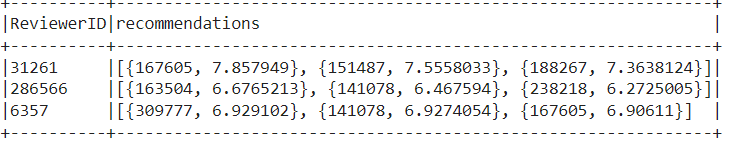 +----------+-------------------------------------------------------------+
|ReviewerID|recommendations                                              |
+----------+-------------------------------------------------------------+
|31261     |[{167605, 7.857949}, {151487, 7.5558033}, {188267, 7.3638124}]|
|286566    |[{163504, 6.6765213}, {141078, 6.467594}, {238218, 6.2725005}]|
|6357      |[{309777, 6.929102}, {141078, 6.9274054}, {167605, 6.90611}]  |
+----------+-------------------------------------------------------------+